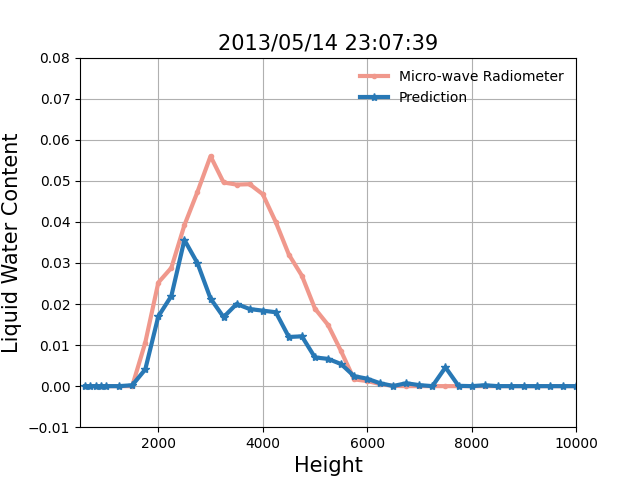 2013/05/14 23:07:39
0.08
0.07
0.06
0.05
0.04
0.03
0.02
0.01
0.00
−0.01
Liquid Water Content
Micro-wave Radiometer
Prediction
2000 4000 6000 8000 10000
Height